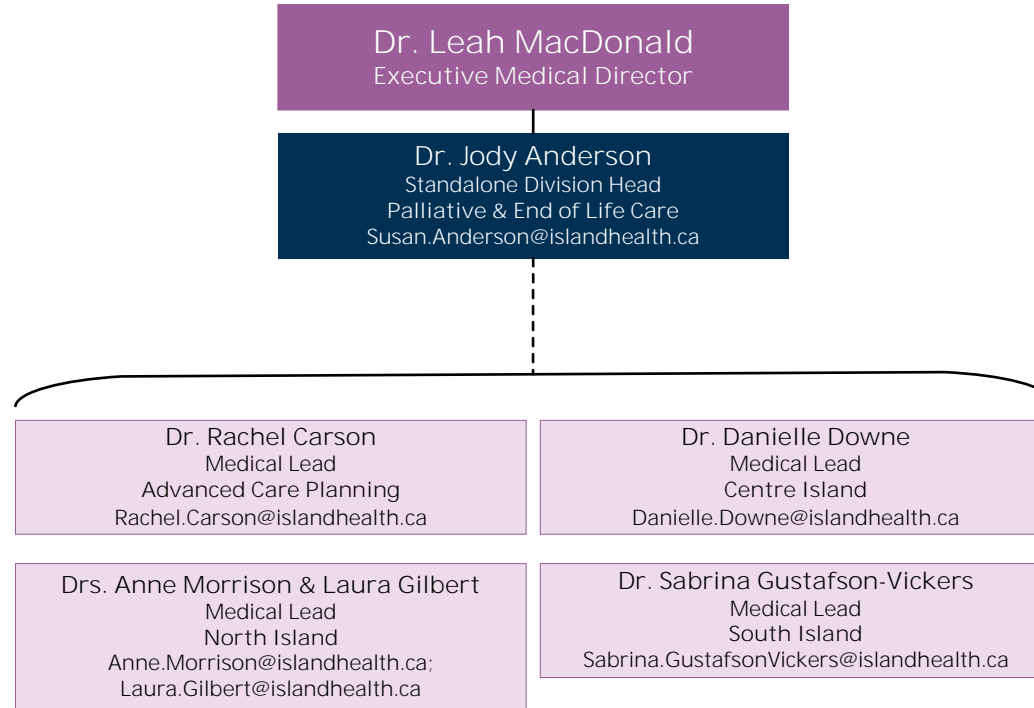 Dr. Leah MacDonald
Executive Medical Director
Dr. Jody Anderson
Standalone Division Head
Palliative & End of Life Care
Susan.Anderson@islandhealth.ca
Dr. Rachel Carson
Medical Lead
Advanced Care Planning
Rachel.Carson@islandhealth.ca
Dr. Danielle Downe
Medical Lead
Centre Island
Danielle.Downe@islandhealth.ca
Drs. Anne Morrison & Laura Gilbert
Medical Lead
North Island
Anne.Morrison@islandhealth.ca;
Laura.Gilbert@islandhealth.ca
Dr. Sabrina Gustafson-Vickers
Medical Lead
South Island
Sabrina.GustafsonVickers@islandhealth.ca